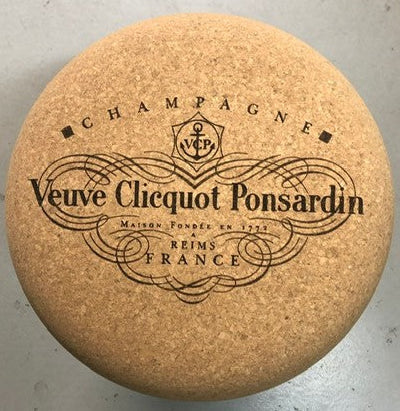 CHAMPAGNE
VCP
Veuve Clicquot Ponsardin
MAISON FONDÉE EN 1772
A
REIMS
FRANCE